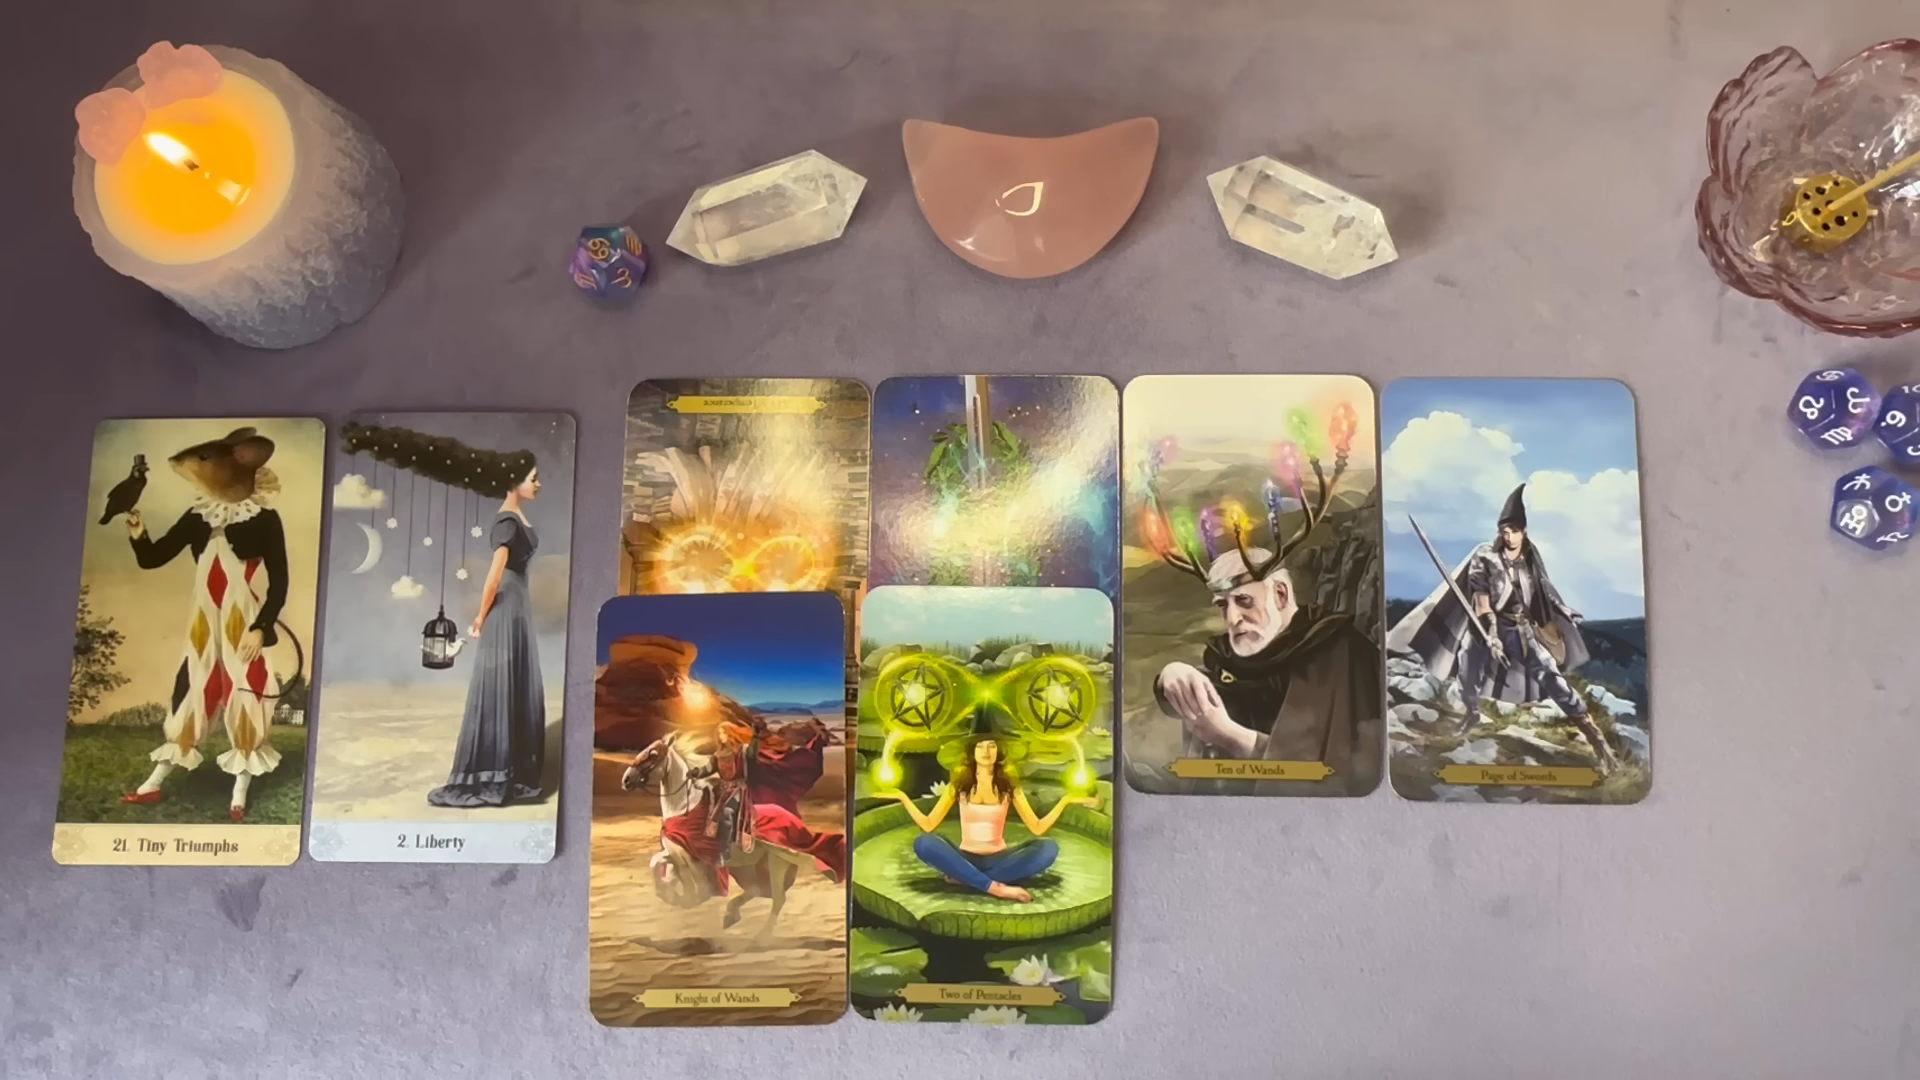 21. Tiny Triumphs
2. Liberty
Knight of Wands
Two of Pentacles
Ten of Wands
Page of Swords